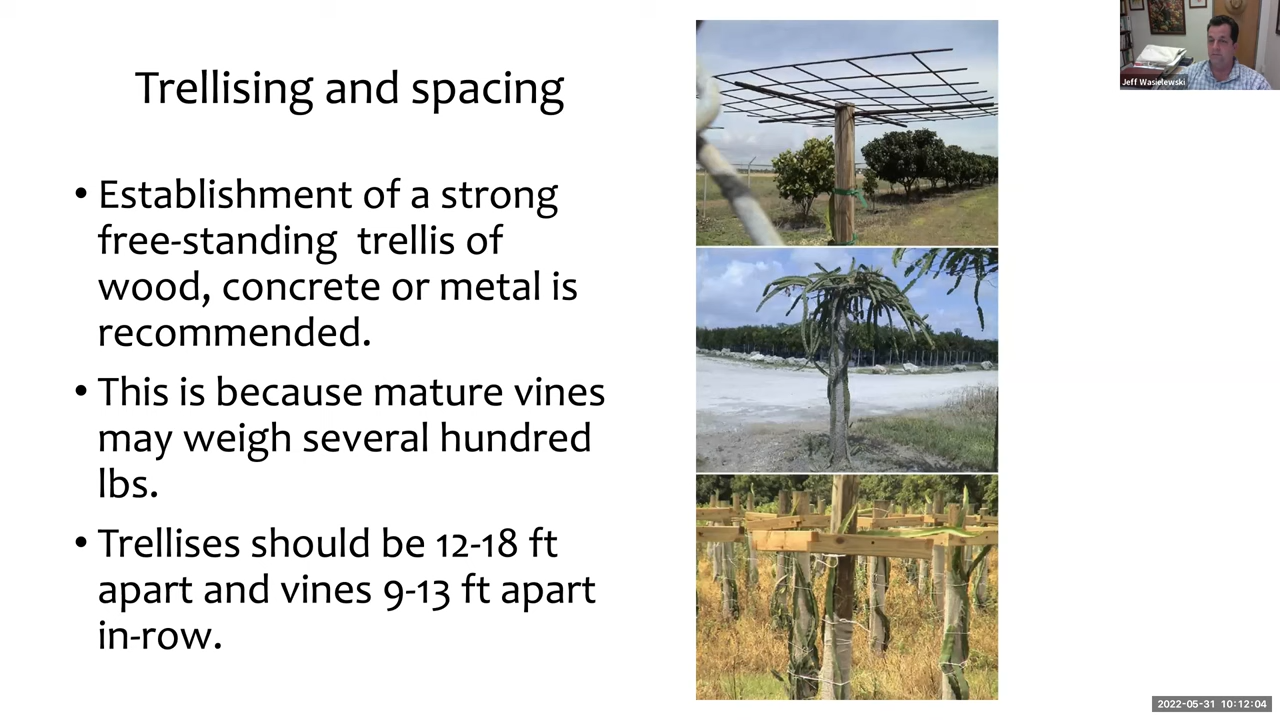 Trellising and spacing
• Establishment of a strong
free-standing  trellis of
wood, concrete or metal is
recommended.
• This is because mature vines
may weigh several hundred
lbs.
• Trellises should be 12-18 ft
apart and vines 9-13 ft apart
in-row.
Jeff Wasielewski
2022-05-31 10:12:04